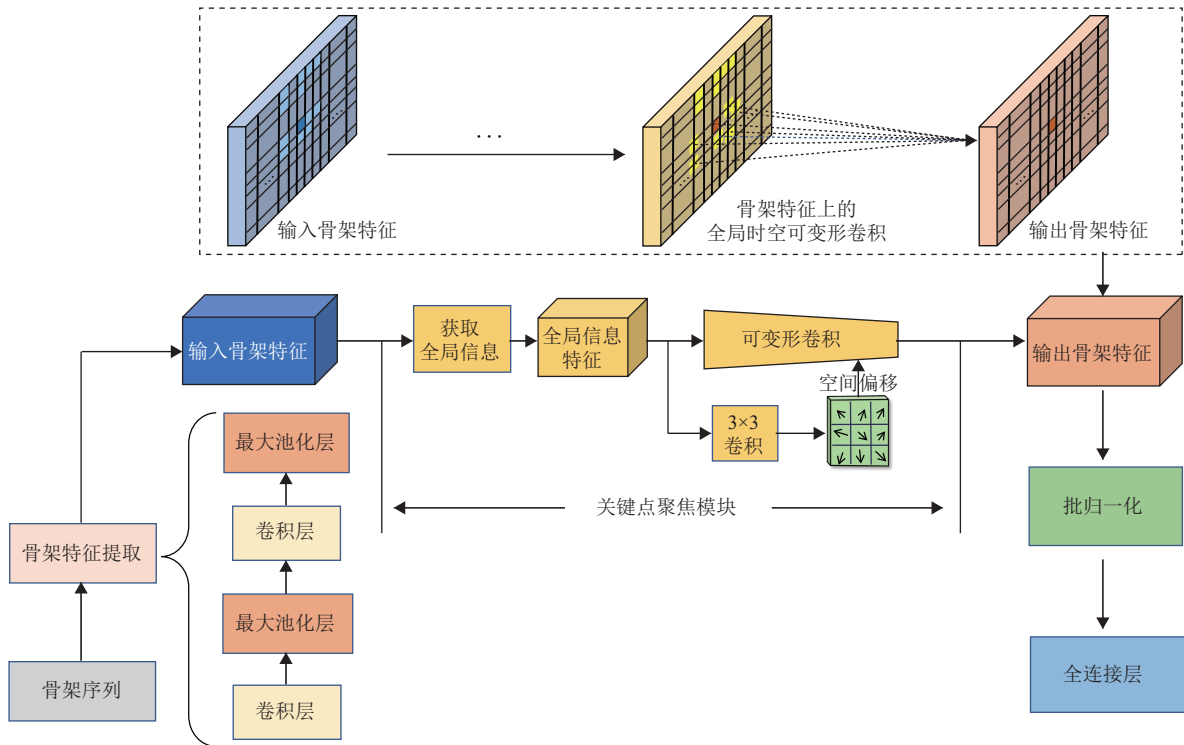 …
输入骨架特征
骨架特征上的
全局时空可变形卷积
输出骨架特征
输入骨架特征
获取
全局信息
全局信息
特征
可变形卷积
输出骨架特征
空间偏移
3×3
卷积
最大池化层
卷积层
最大池化层
卷积层
骨架特征提取
骨架序列
关键点聚焦模块
批归一化
全连接层